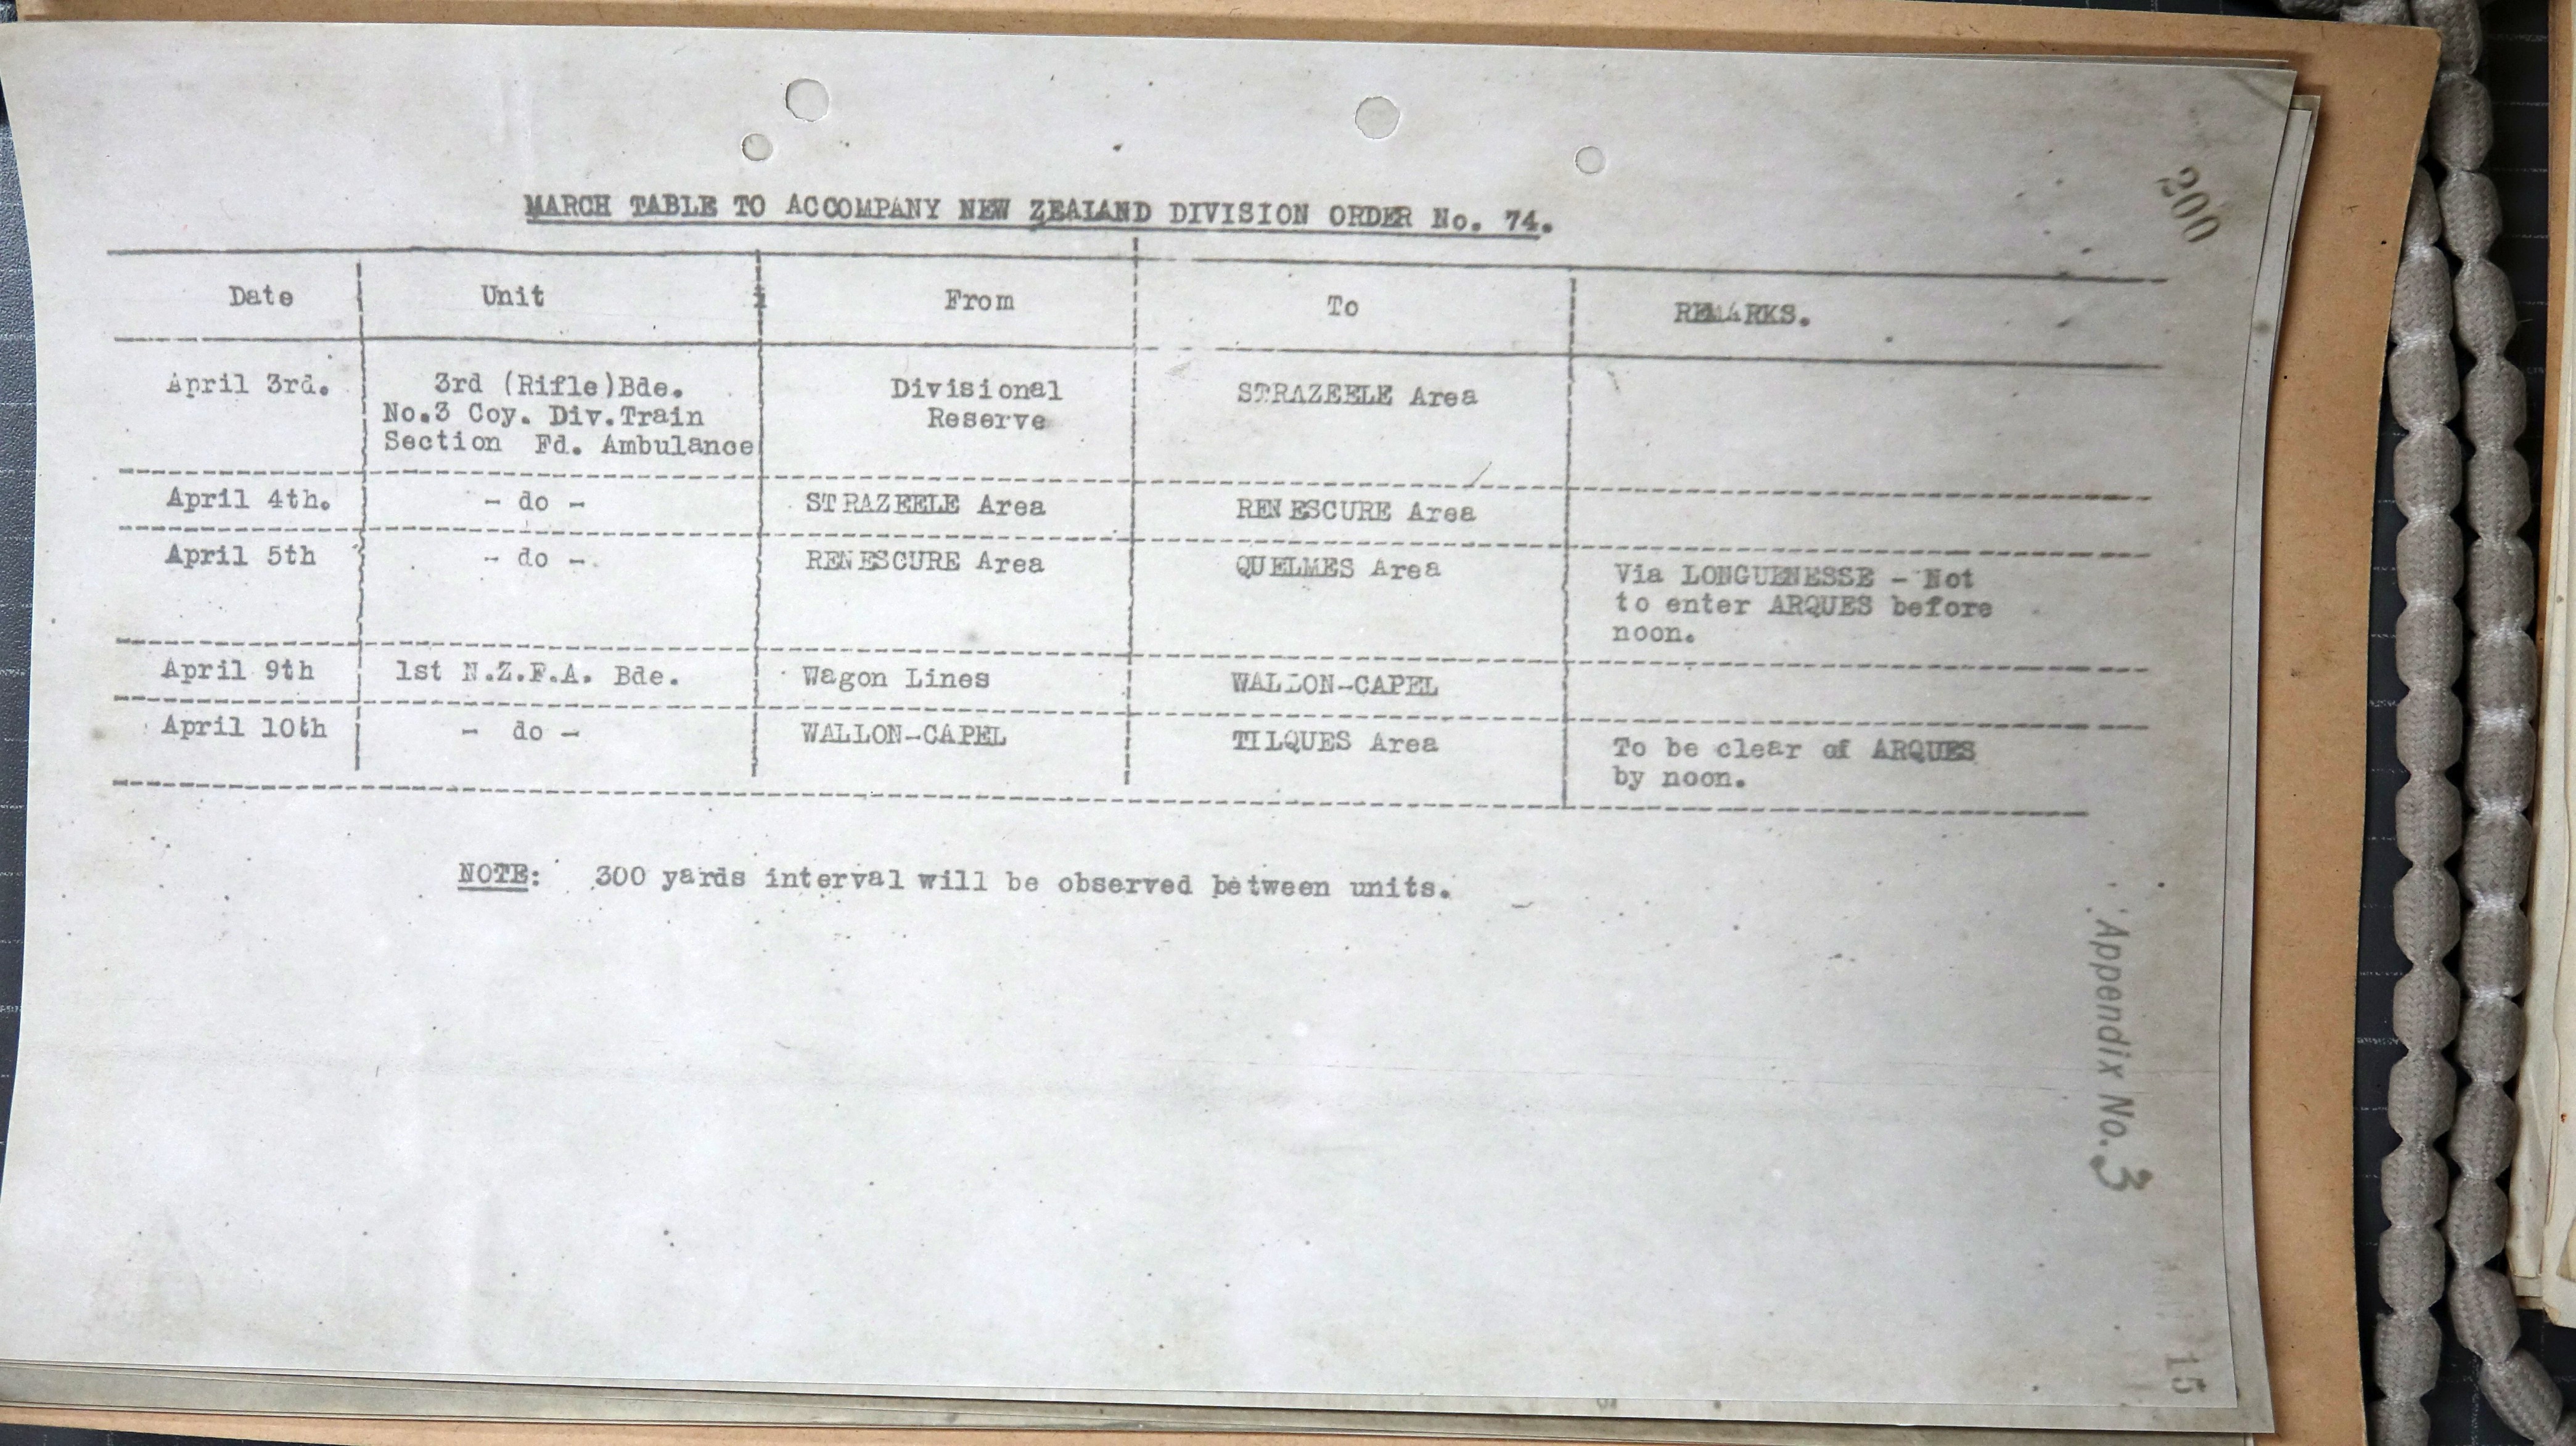 200
MARCH TABLE TO ACCOMPANY NEW ZEALAND DIVISION ORDER No. 74.
Date Unit From To REMARKS.
April 3rd. 3rd (Rifle)Bde. Divisional STRAZEELE Area
No.3 Coy. Div.Train Reserve
Section Fd. Ambulance
April 4th. - do - STRAZEELE Area RENESCURE Area
April 5th - do - RENESCURE Area QUELMES Area Via LONGUENESSE - Not
to enter ARQUES before
noon.
April 9th 1st N.Z.F.A. Bde. Wagon Lines WALLON-CAPEL
April 10th - do - WALLON-CAPEL TILQUES Area To be clear of ARQUES
by noon.
NOTE: 300 yards interval will be observed between units.
Appendix No. 3
15